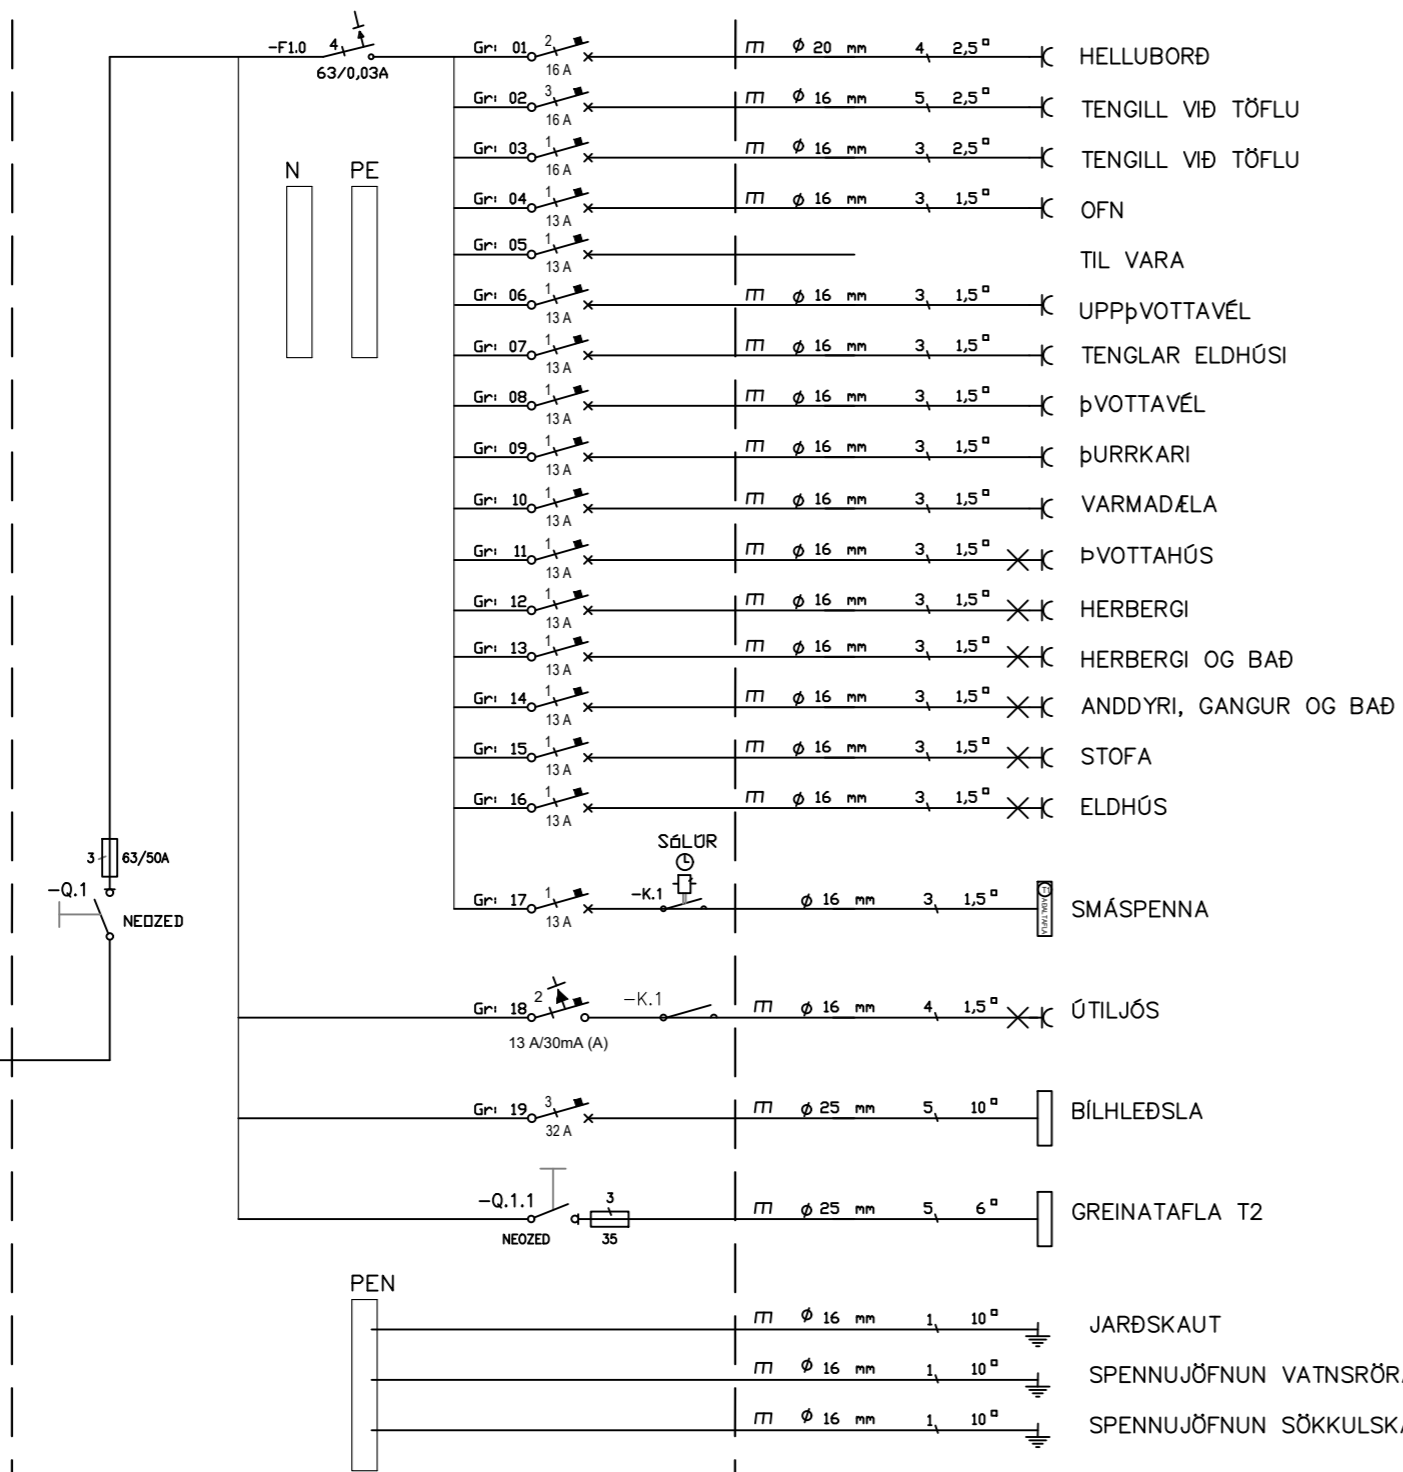 -F1.0 4 63/0,03A
Gr: 01 2 16 A m Φ 20 mm 4 2,5▫ HELLUBORÐ
Gr: 02 3 16 A m Φ 16 mm 5 2,5▫ TENGILL VIÐ TÖFLU
Gr: 03 1 16 A m Φ 16 mm 3 2,5▫ TENGILL VIÐ TÖFLU
N PE
Gr: 04 1 13 A m Φ 16 mm 3 1,5▫ OFN
Gr: 05 1 13 A TIL VARA
Gr: 06 1 13 A m Φ 16 mm 3 1,5▫ UPPÞVOTTAVÉL
Gr: 07 1 13 A m Φ 16 mm 3 1,5▫ TENGLAR ELDHÚSI
Gr: 08 1 13 A m Φ 16 mm 3 1,5▫ ÞVOTTAVÉL
Gr: 09 1 13 A m Φ 16 mm 3 1,5▫ ÞURRKARI
Gr: 10 1 13 A m Φ 16 mm 3 1,5▫ VARMADÆLA
Gr: 11 1 13 A m Φ 16 mm 3 1,5▫ ÞVOTTAHÚS
Gr: 12 1 13 A m Φ 16 mm 3 1,5▫ HERBERGI
Gr: 13 1 13 A m Φ 16 mm 3 1,5▫ HERBERGI OG BAÐ
Gr: 14 1 13 A m Φ 16 mm 3 1,5▫ ANDDYRI, GANGUR OG BAÐ
Gr: 15 1 13 A m Φ 16 mm 3 1,5▫ STOFA
Gr: 16 1 13 A m Φ 16 mm 3 1,5▫ ELDHÚS
3 63/50A
-Q.1 NEOZED
SÓLÚR
Gr: 17 1 13 A -K.1 Φ 16 mm 3 1,5▫ SMÁSPENNA
Gr: 18 2 13 A/30mA (A) -K.1 m Φ 16 mm 4 1,5▫ ÚTILJÓS
Gr: 19 3 32 A m Φ 25 mm 5 10▫ BÍLHLEÐSLA
-Q.1.1 NEOZED 3 35 m Φ 25 mm 5 6▫ GREINATAFLA T2
PEN
m Φ 16 mm 1 10▫ JARÐSKAUT
m Φ 16 mm 1 10▫ SPENNUJÖFNUN VATNSRÖR
m Φ 16 mm 1 10▫ SPENNUJÖFNUN SÖKKULSK